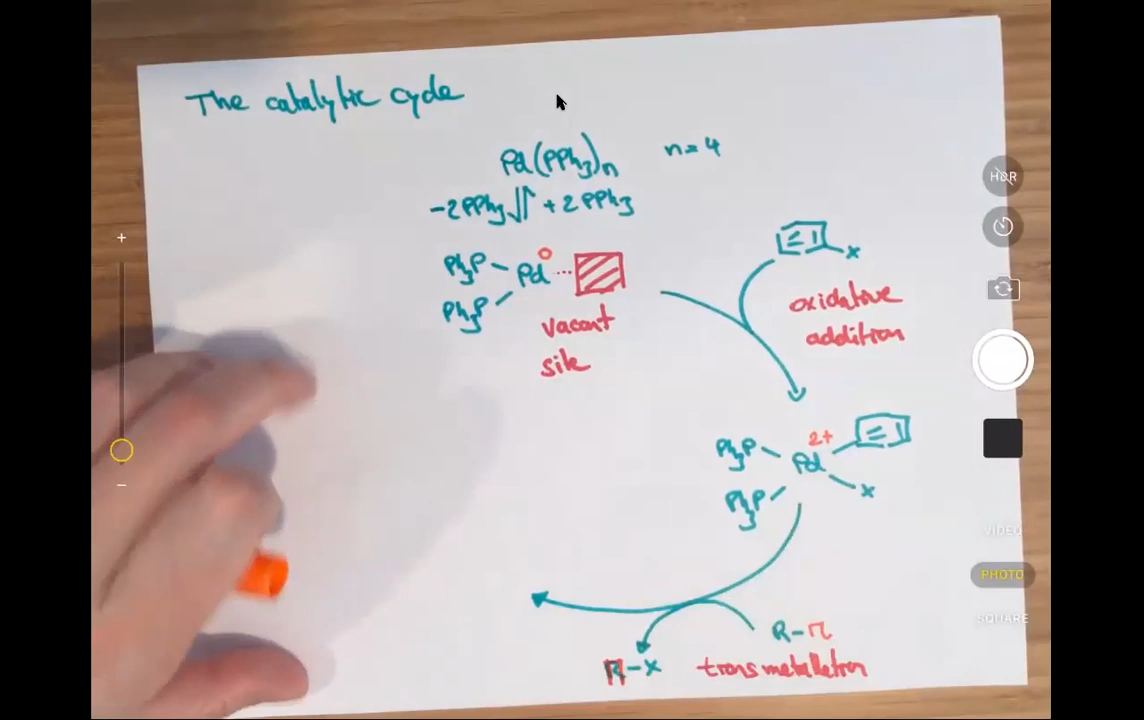 The catalytic cycle
Pd(PPh3)n n=4
-2PPh3 ⇌ +2PPh3
Ph3P
Pd 0
Ph3P
vacant
site
X
oxidative
addition
Ph3P
Pd 2+
Ph3P
X
R-M
M-X
transmetallation
HDR
VIDEO
PHOTO
SQUARE